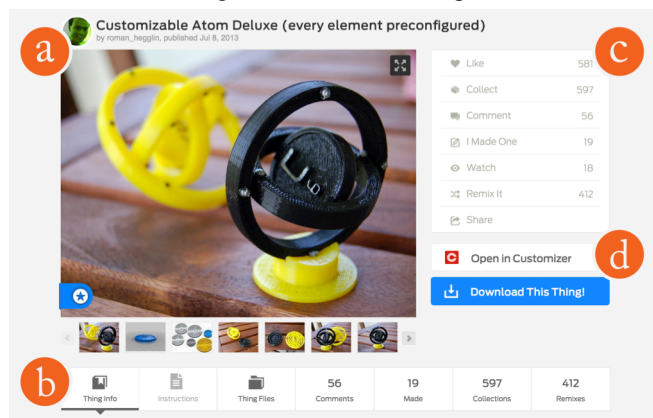 Customizable Atom Deluxe (every element preconfigured)
by roman_hegglin, published Jul 8, 2013
a
c
Like 581
Collect 597
Comment 56
I Made One 19
Watch 18
Remix It 412
Share
d
C Open in Customizer
Download This Thing!
C 6
b
Thing Info
Instructions
Thing Files
56 Comments
19 Made
597 Collections
412 Remixes